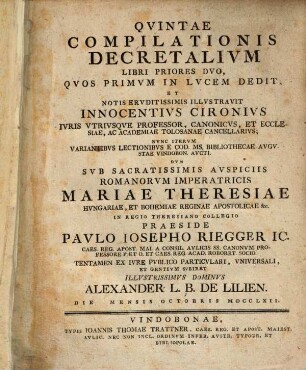 QVINTAE
COMPILATIONIS
DECRETALIVM
LIBRI PRIORES DVO,
QVOS PRIMVM IN LVCEM DEDIT;
ET
NOTIS ERVDITISSIMIS ILLVSTRAVIT
INNOCENTIVS CIRONIVS
IVRIS VTRIVSQVE PROFESSOR, CANONICVS, ET ECCLE-
SIAE, AC ACADEMIAE TOLOSANAE CANCELLARIVS;
NVNC ITERVM
VARIANTIBVS LECTIONIBVS E COD. MS. BIBLIOTHECAE AVGV
STAE VINDOBON. AVCTI.
DVM
SVB SACRATISSIMIS AVSPICIIS
ROMANORVM IMPERATRICIS
MARIAE THERESIAE
HVNGARIAE, ET BOHEMIAE REGINAE APOSTOLICAE &c.
IN REGIO THERESIANO COLLEGIO
PRAESIDE
PAVLO IOSEPHO RIEGGER IC.
CAES. REG. APOST. MAI. A CONSIL. AVLICIS SS. CANONVM PRO-
FESSORE P. ET O. ET CAES. REG. ACAD. ROBORET. SOCIO
TENTAMEN EX IVRE PVBLICO PARTICVLARI, VNIVERSALI,
ET GENTIVM SVBIRET
ILLVSTRISSIMVS DOMINVS
ALEXANDER L. B. DE LILIEN.
DIE MENSIS OCTOBRIS MDCCLXII.
VINDOBONAE,
TYPIS IOANNIS THOMAE TRATTNER, CAES. REG. ET APOST. MAIEST.
AVLIC. NEC NON INCL. ORDINVM INFER. AVSTR. TYPOGR. ET
BIBLIOPOLAE.